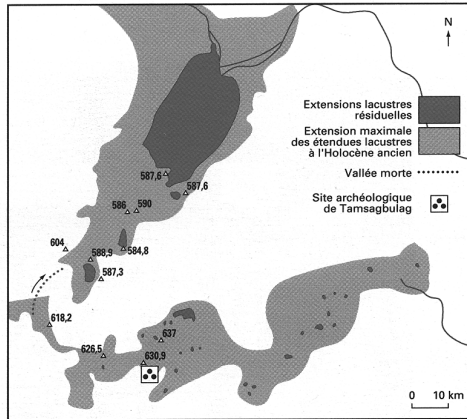 N
Extensions lacustres
résiduelles
Extension maximale
des étendues lacustres
à l'Holocène ancien
Vallée morte
Site archéologique
de Tamsagbulag
587,6
587,6
586
590
604
584,8
588,9
587,3
618,2
637
626,5
630,9
0 10 km